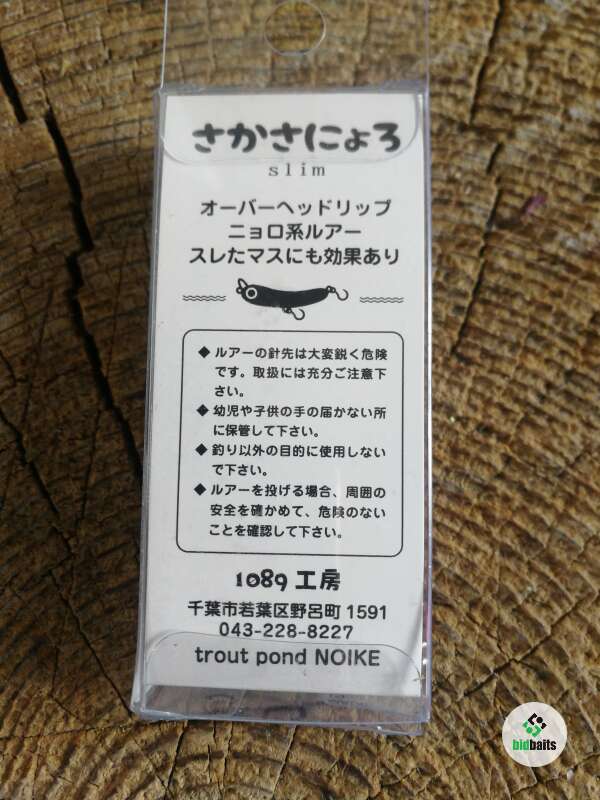 さかさにょろ
slim
オーバーヘッドリップ
ニョロ系ルアー
スレたマスにも効果あり
◆ ルアーの針先は大変鋭く危険
です。取扱には充分ご注意下
さい。
◆ 幼児や子供の手の届かない所
に保管して下さい。
◆ 釣り以外の目的に使用しない
で下さい。
◆ ルアーを投げる場合、周囲の
安全を確かめて、危険のない
ことを確認して下さい。
1089 工房
千葉市若葉区野呂町 1591
043-228-8227
trout pond NOIKE
bidbaits